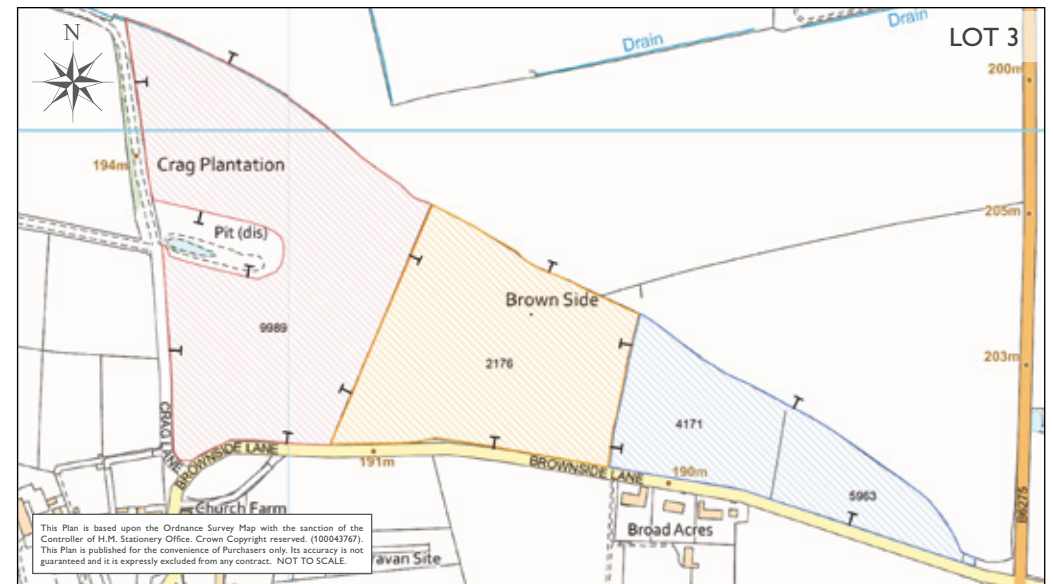 N
LOT 3
Drain
Drain
200m
194m
Crag Plantation
205m
Pit (dis)
Brown Side
9989
203m
2176
4171
CRAG LANE
BROWNSIDE LANE
191m
BROWNSIDE LANE
190m
5963
B6275
Church Farm
Broad Acres
This Plan is based upon the Ordnance Survey Map with the sanction of the
Controller of H.M. Stationery Office. Crown Copyright reserved. (100043767).
This Plan is published for the convenience of Purchasers only. Its accuracy is not
guaranteed and it is expressly excluded from any contract. NOT TO SCALE.
ravan Site